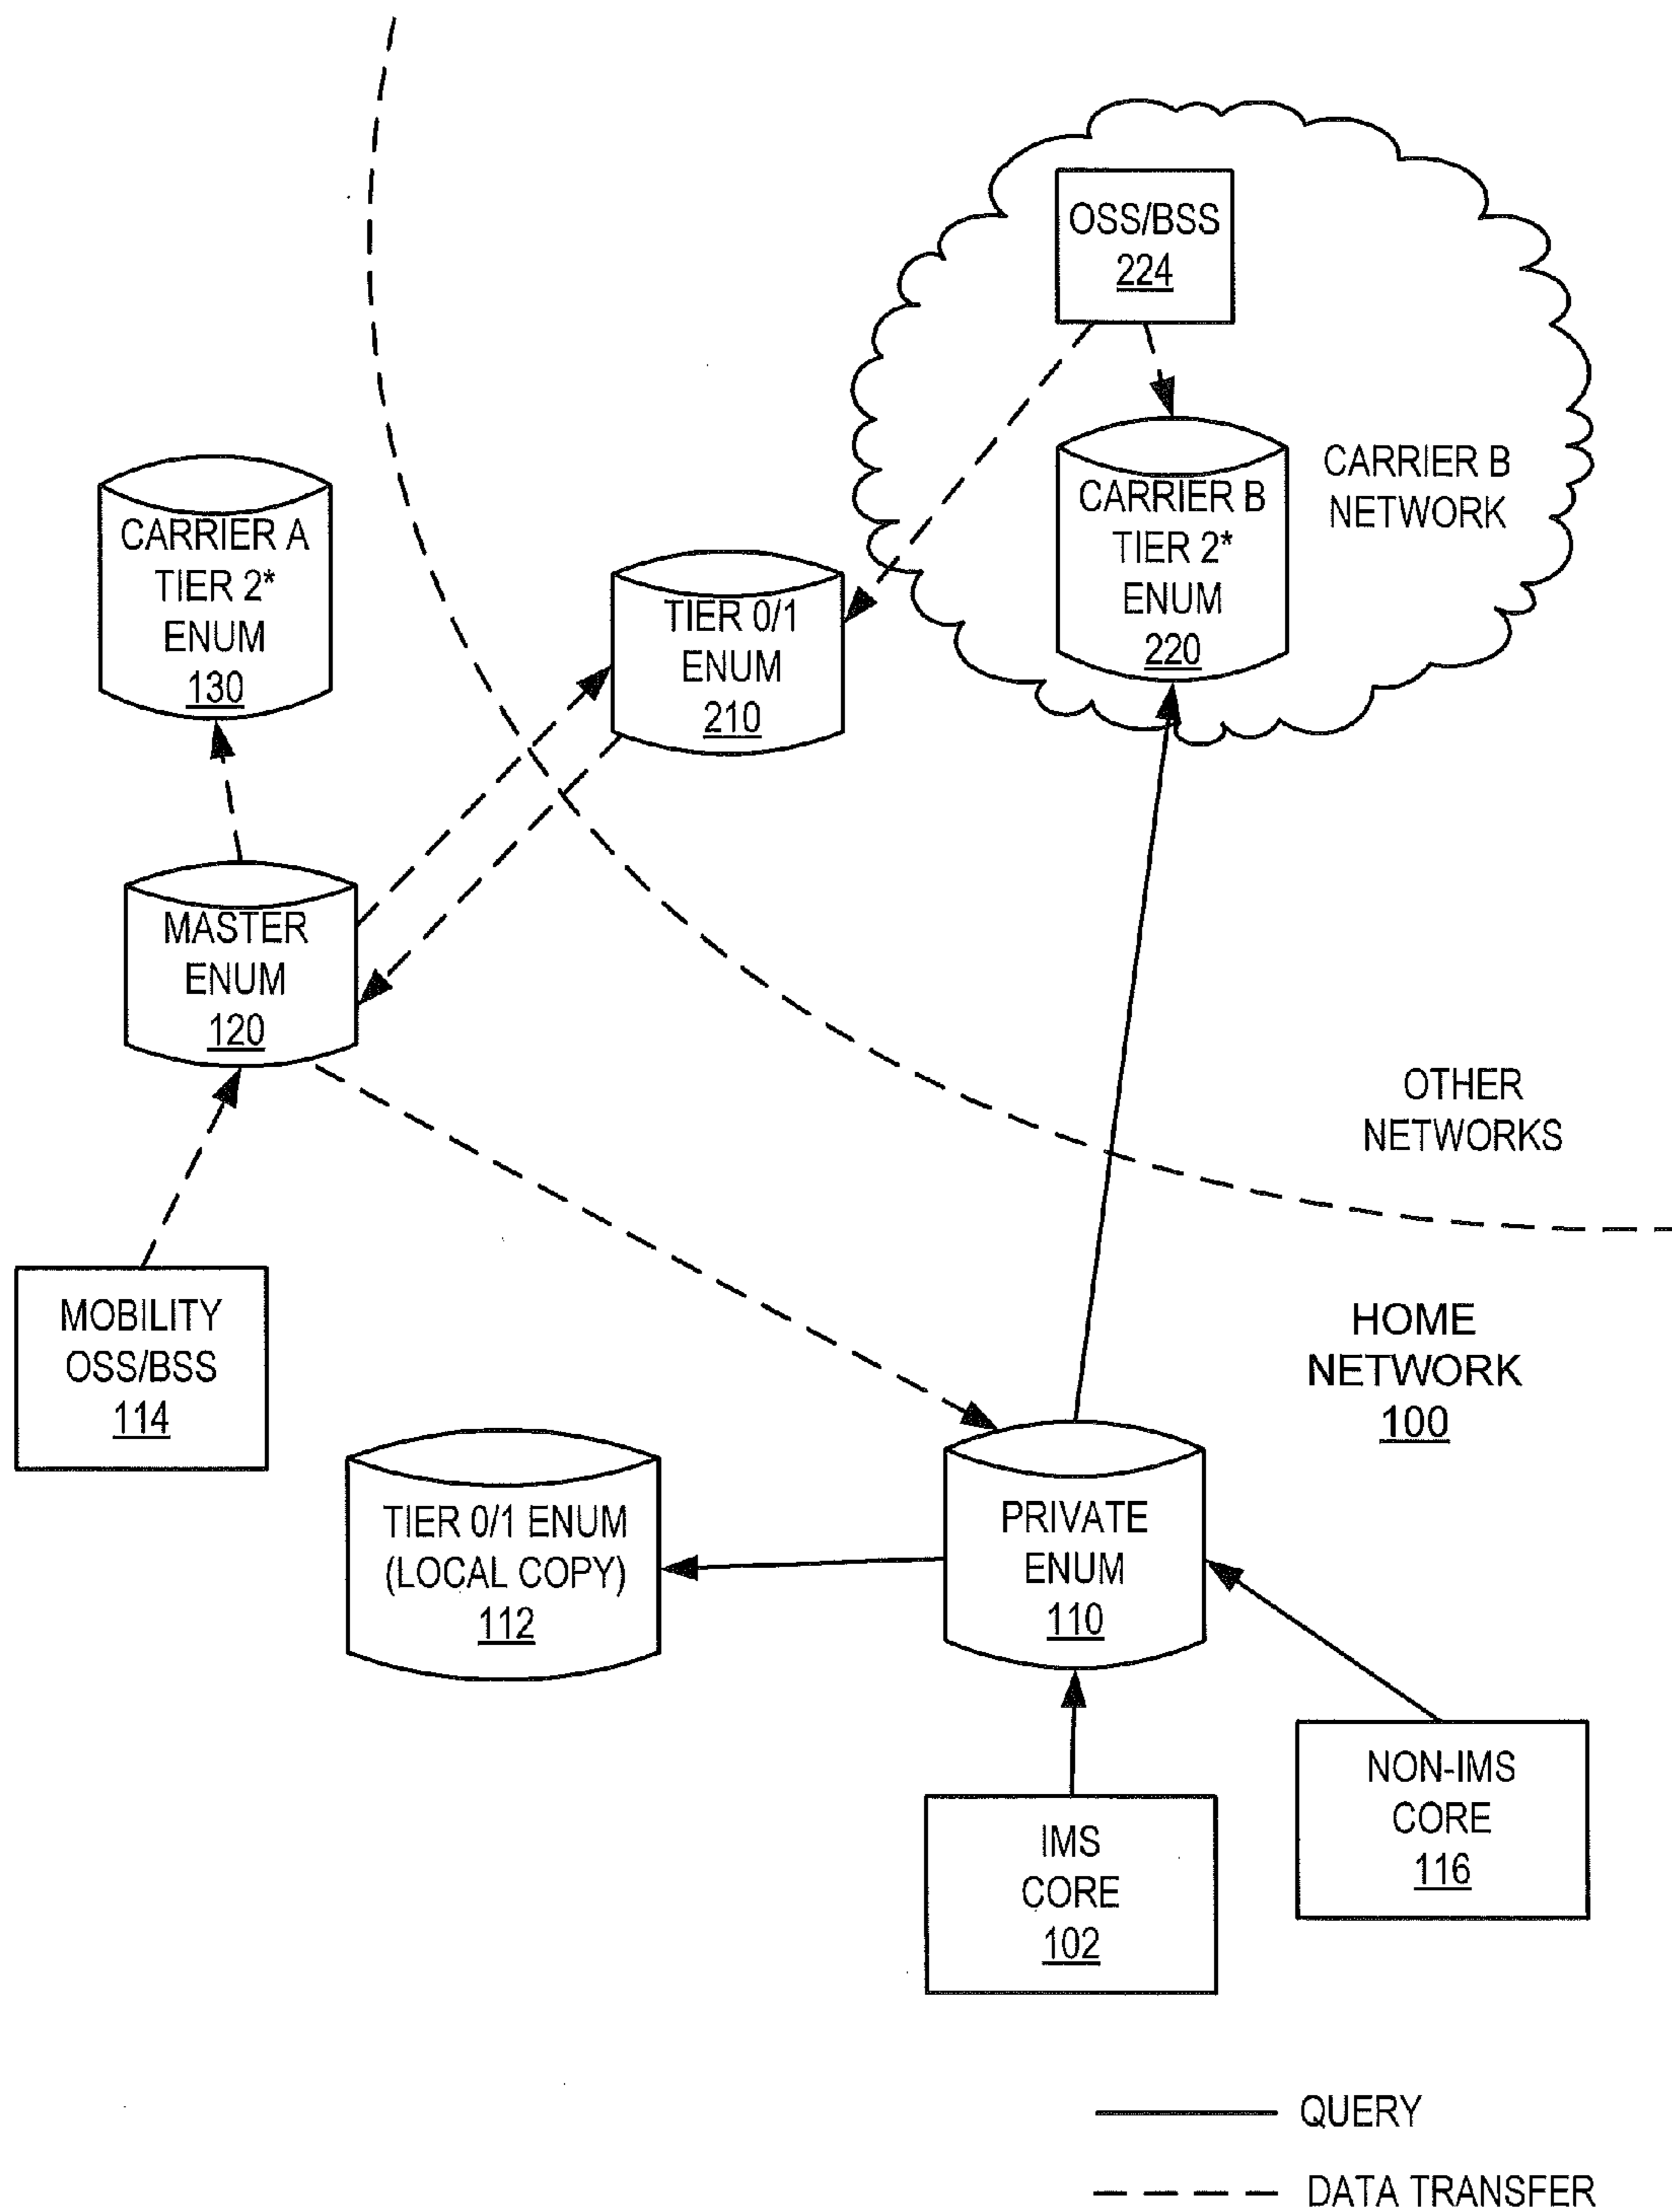 OSS/BSS
224
CARRIER B
NETWORK
CARRIER B
TIER 2*
ENUM
220
CARRIER A
TIER 2*
ENUM
130
TIER 0/1
ENUM
210
MASTER
ENUM
120
OTHER
NETWORKS
MOBILITY
OSS/BSS
114
HOME
NETWORK
100
TIER 0/1 ENUM
(LOCAL COPY)
112
PRIVATE
ENUM
110
NON-IMS
CORE
116
IMS
CORE
102
QUERY
DATA TRANSFER